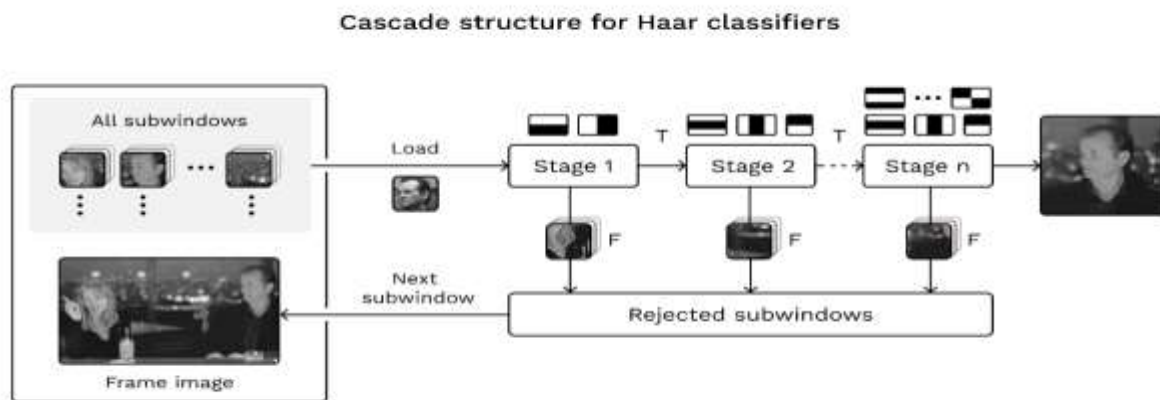 Cascade structure for Haar classifiers
All subwindows
Load
T
T
Stage 1
Stage 2
Stage n
F
F
F
Next
subwindow
Rejected subwindows
Frame image